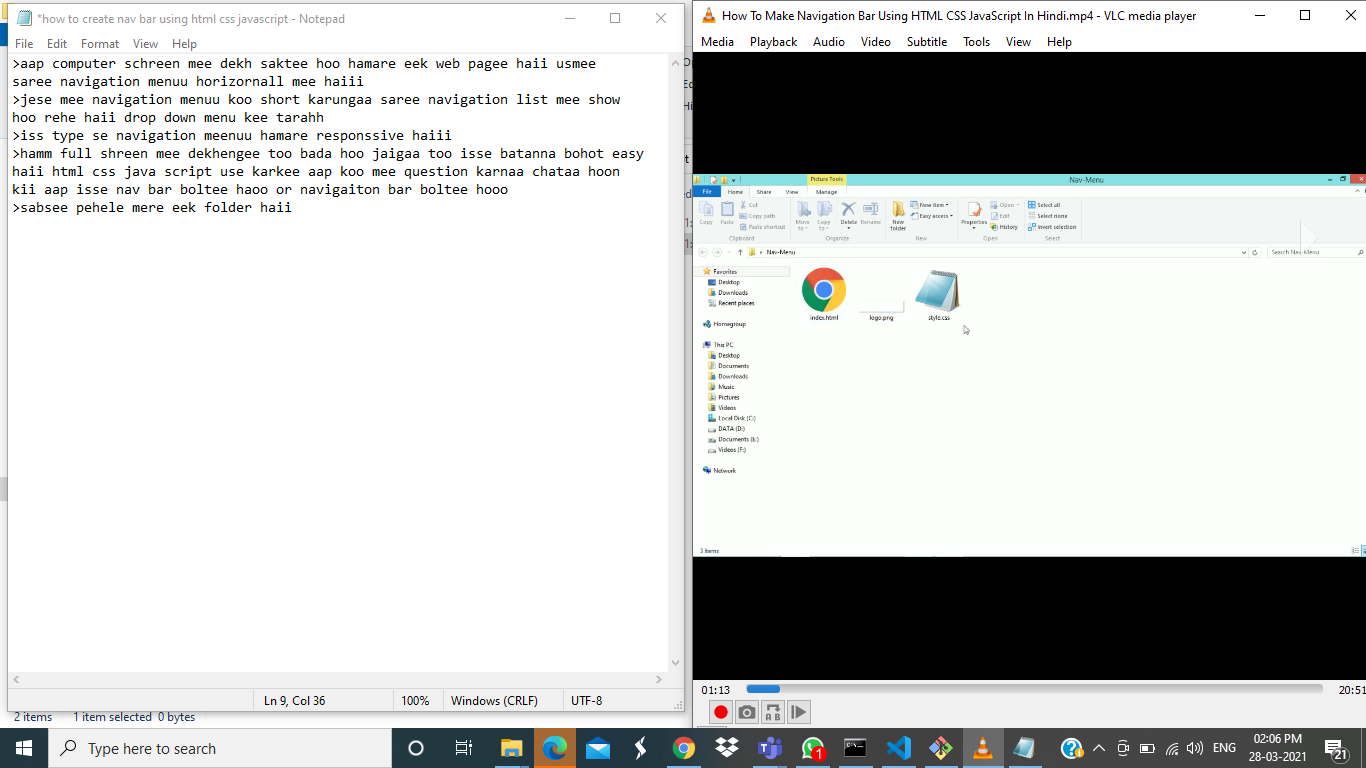 *how to create nav bar using html css javascript - Notepad
File Edit Format View Help
>aap computer schreen mee dekh saktee hoo hamare eek web pagee haii usmee
saree navigation menuu horizornall mee haiii
>jese mee navigation menuu koo short karungaa saree navigation list mee show
hoo rehe haii drop down menu kee tarahh
>iss type se navigation meenuu hamare responssive haiii
>hamm full shreen mee dekhengee too bada hoo jaigaa too isse batanna bohot easy
haii html css java script use karkee aap koo mee question karnaa chataa hoon
kii aap isse nav bar boltee haoo or navigaiton bar boltee hooo
>sabsee pehele mere eek folder haii
Ln 9, Col 36 100% Windows (CRLF) UTF-8
2 items 1 item selected 0 bytes
How To Make Navigation Bar Using HTML CSS JavaScript In Hindi.mp4 - VLC media player
Media Playback Audio Video Subtitle Tools View Help
Picture Tools
Nav-Menu
File Home Share View Manage
Copy
Paste
Cut
Copy path
Paste shortcut
Clipboard
Move to
Copy to
Delete
Rename
Organize
New folder
New item
Easy access
New
Properties
Open
Edit
History
Open
Select all
Select none
Invert selection
Select
Nav-Menu
Search Nav-Menu
Favorites
Desktop
Downloads
Recent places
Homegroup
This PC
Desktop
Documents
Downloads
Music
Pictures
Videos
Local Disk (C:)
DATA (D:)
Documents (E:)
Videos (F:)
Network
index.html logo.png style.css
3 items
01:13 20:51
Type here to search
1
ENG
02:06 PM
28-03-2021
21